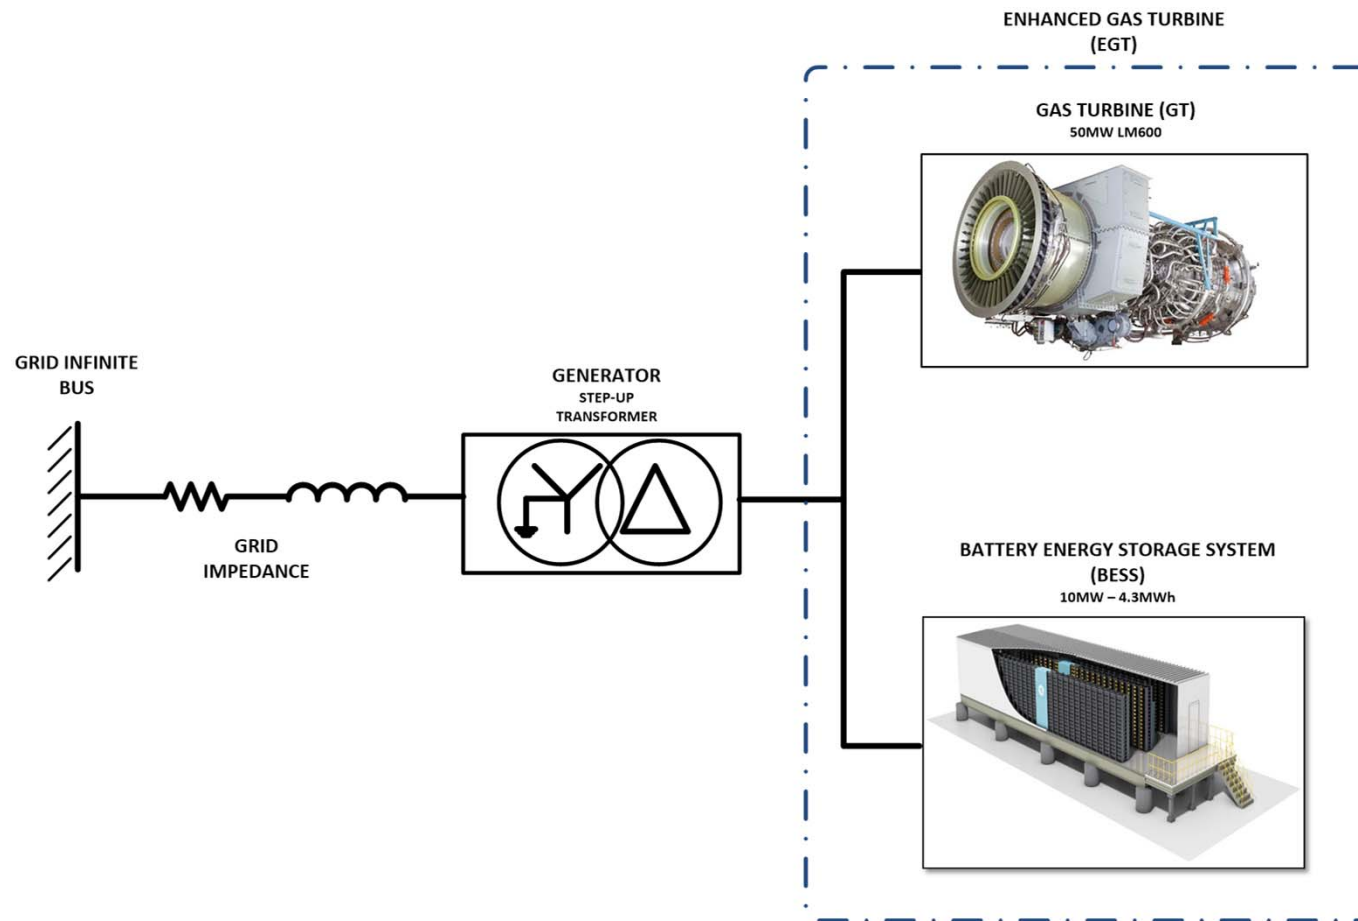 ENHANCED GAS TURBINE
(EGT)
GAS TURBINE (GT)
50MW LM600
GRID INFINITE
BUS
GENERATOR
STEP-UP
TRANSFORMER
GRID
IMPEDANCE
BATTERY ENERGY STORAGE SYSTEM
(BESS)
10MW – 4.3MWh